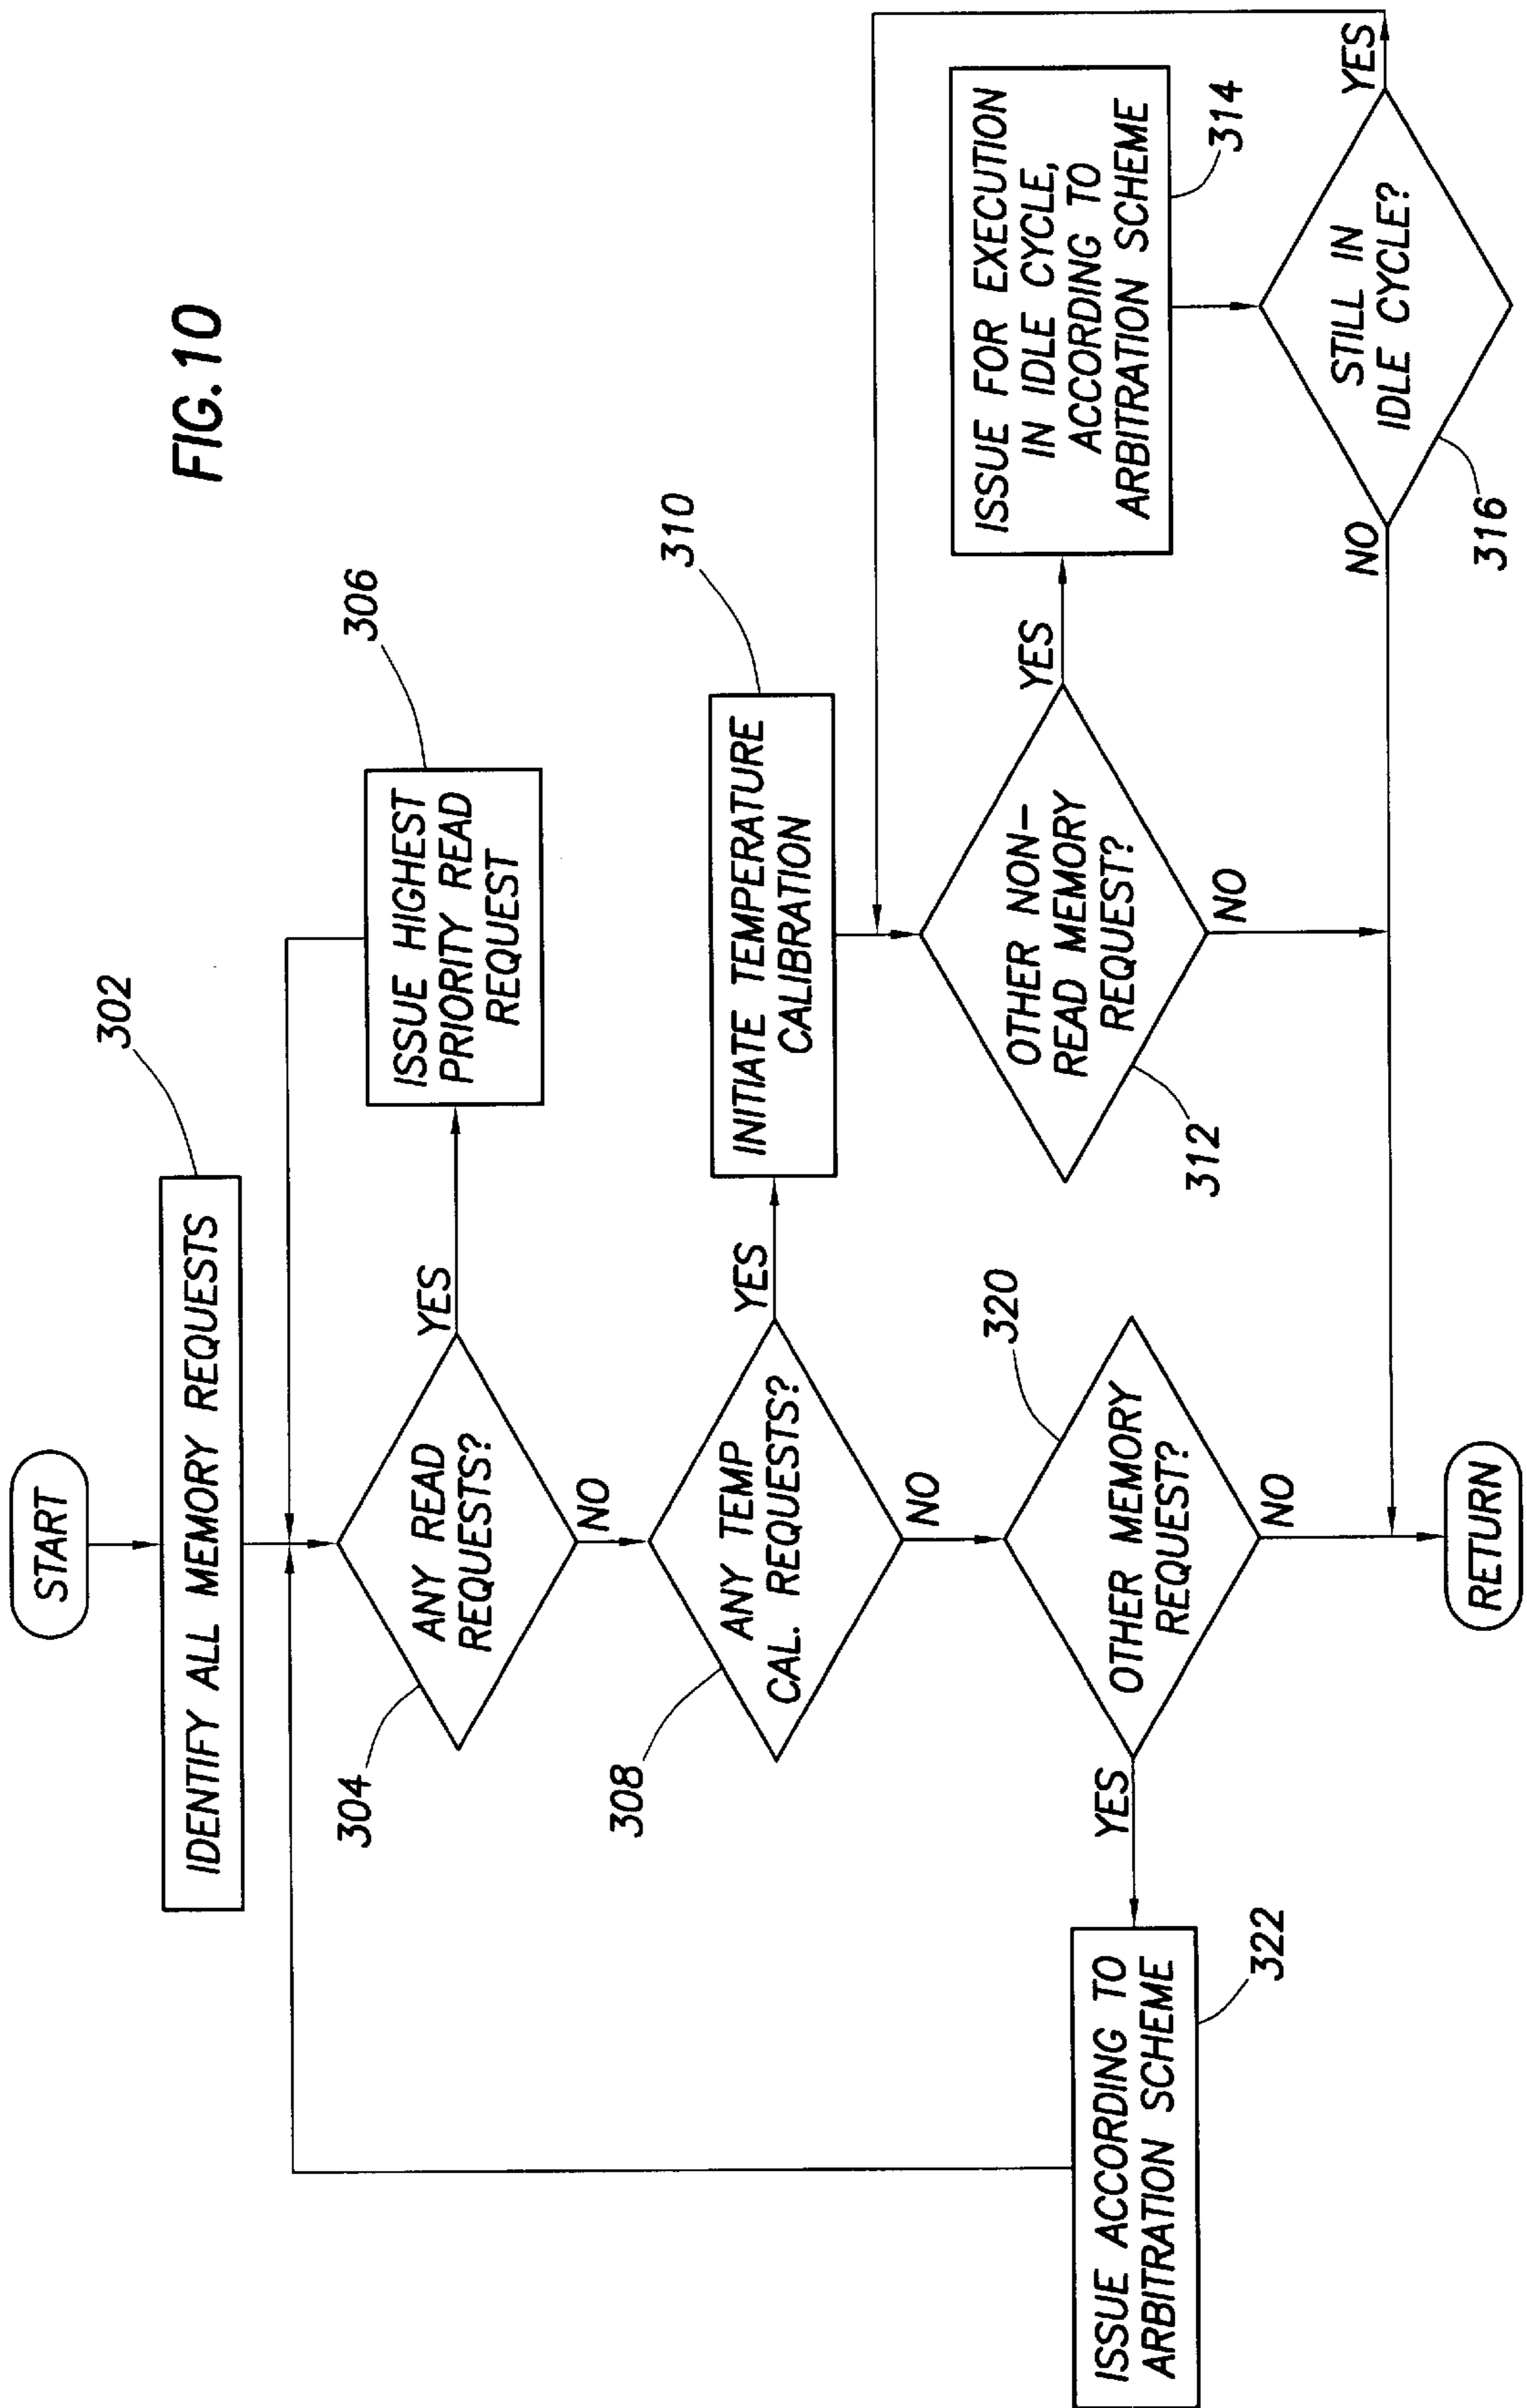 FIG.10
START
IDENTIFY ALL MEMORY REQUESTS
302
ANY READ
REQUESTS?
304
YES
NO
ISSUE HIGHEST
PRIORITY READ
REQUEST
306
ANY TEMP
CAL. REQUESTS?
308
YES
NO
INITIATE TEMPERATURE
CALIBRATION
310
OTHER NON-
READ MEMORY
REQUEST?
312
YES
NO
ISSUE FOR EXECUTION
IN IDLE CYCLE,
ACCORDING TO
ARBITRATION SCHEME
314
STILL IN
IDLE CYCLE?
316
YES
NO
OTHER MEMORY
REQUEST?
320
YES
NO
ISSUE ACCORDING TO
ARBITRATION SCHEME
322
RETURN